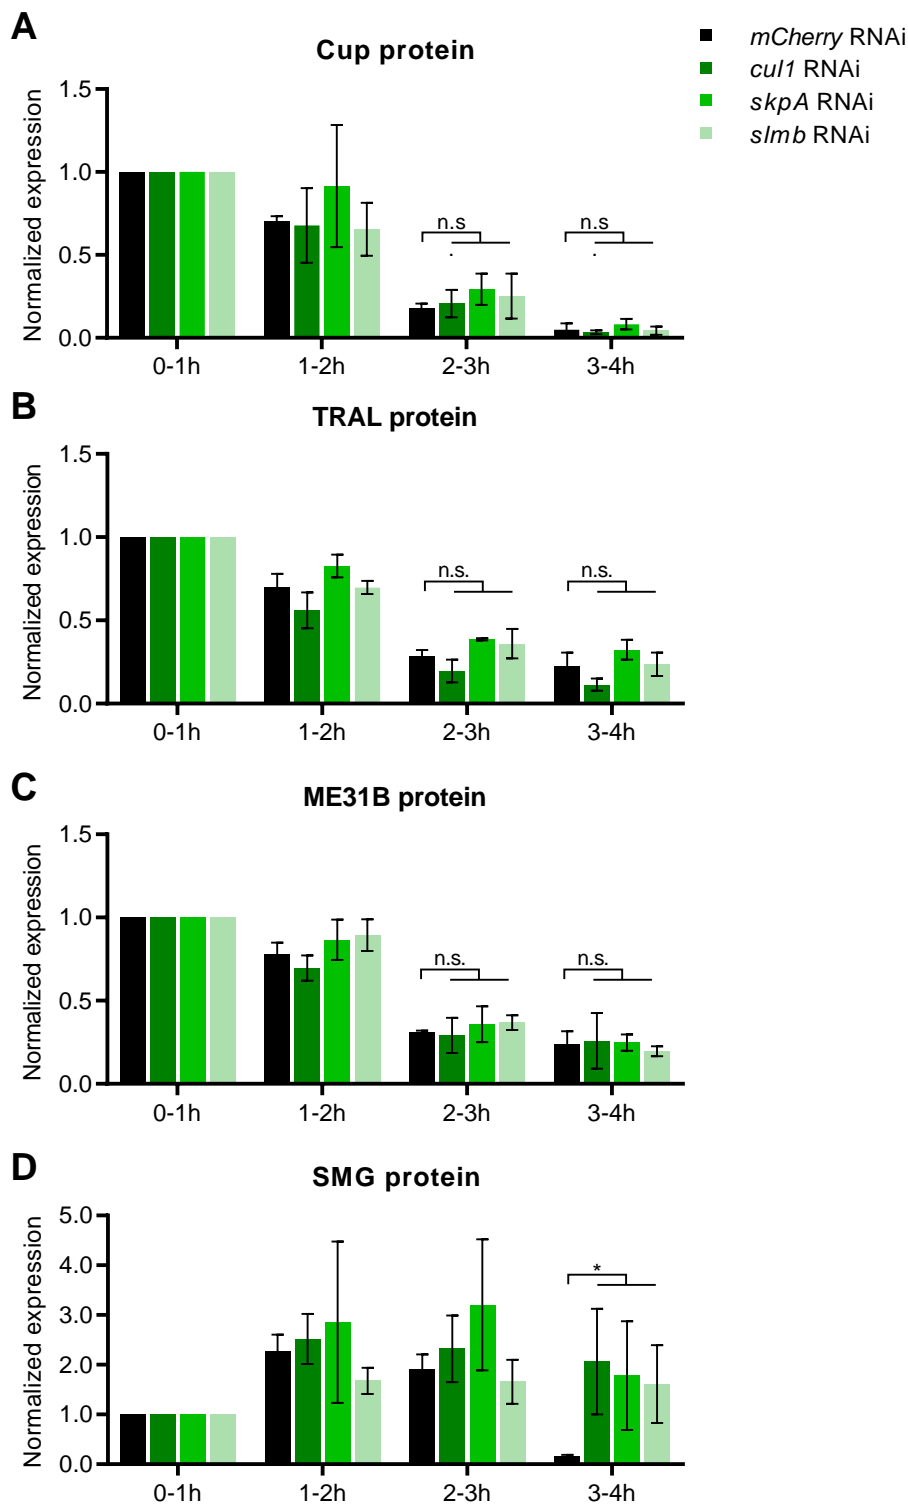 A
Cup protein
mCherry RNAi
cul1 RNAi
skpA RNAi
slmb RNAi
Normalized expression
1.5
1.0
0.5
0.0
n.s
n.s
0-1h
1-2h
2-3h
3-4h
B
TRAL protein
Normalized expression
1.5
1.0
0.5
0.0
n.s.
n.s.
0-1h
1-2h
2-3h
3-4h
C
ME31B protein
Normalized expression
1.5
1.0
0.5
0.0
n.s.
n.s.
0-1h
1-2h
2-3h
3-4h
D
SMG protein
Normalized expression
5.0
4.0
3.0
2.0
1.0
0.0
*
0-1h
1-2h
2-3h
3-4h